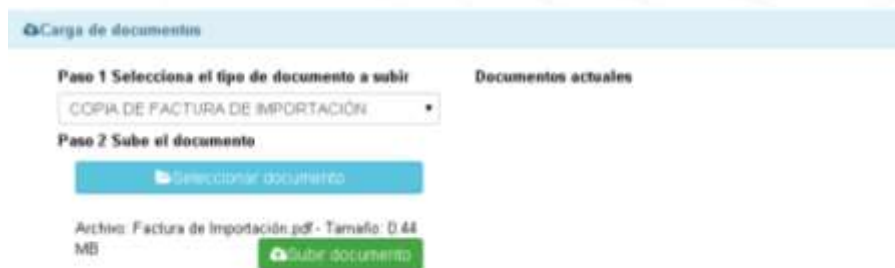 Carga de documentos
Paso 1 Selecciona el tipo de documento a subir
Documentos actuales
COPIA DE FACTURA DE IMPORTACIÓN
Paso 2 Sube el documento
Seleccionar documento
Archivo: Factura de Importación.pdf - Tamaño: 0.44
MB
Subir documento